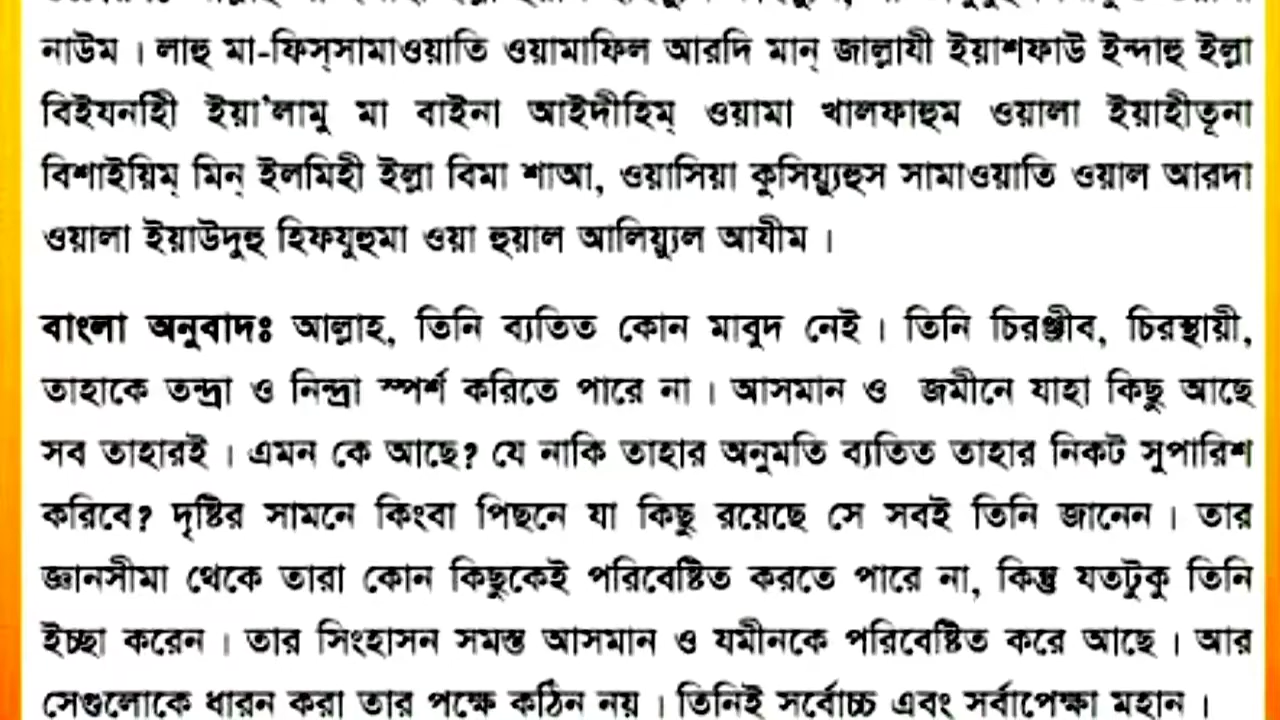 নাউম । লাহু মা-ফিস্সামাওয়াতি ওয়ামাফিল আরদি মান্ জাল্লাযী ইয়াশফাউ ইন্দাহু ইল্লা
বিইযনিহী ইয়া'লামু মা বাইনা আইদীহিম্ ওয়ামা খালফাহুম ওয়ালা ইয়াহীতূনা
বিশাইয়িম্ মিন্ ইলমিহী ইল্লা বিমা শাআ, ওয়াসিয়া কুসিয়্যুহুস সামাওয়াতি ওয়াল আরদা
ওয়ালা ইয়াউদুহু হিফযুহুমা ওয়া হুয়াল আলিয়্যুল আযীম ।
বাংলা অনুবাদঃ আল্লাহ, তিনি ব্যতিত কোন মাবুদ নেই । তিনি চিরঞ্জীব, চিরস্থায়ী,
তাহাকে তন্দ্রা ও নিন্দ্রা স্পর্শ করিতে পারে না । আসমান ও জমীনে যাহা কিছু আছে
সব তাহারই । এমন কে আছে? যে নাকি তাহার অনুমতি ব্যতিত তাহার নিকট সুপারিশ
করিবে? দৃষ্টির সামনে কিংবা পিছনে যা কিছু রয়েছে সে সবই তিনি জানেন । তার
জ্ঞানসীমা থেকে তারা কোন কিছুকেই পরিবেষ্টিত করতে পারে না, কিন্তু যতটুকু তিনি
ইচ্ছা করেন । তার সিংহাসন সমস্ত আসমান ও যমীনকে পরিবেষ্টিত করে আছে । আর
সেগুলোকে ধারন করা তার পক্ষে কঠিন নয় । তিনিই সর্বোচ্চ এবং সর্বাপেক্ষা মহান ।